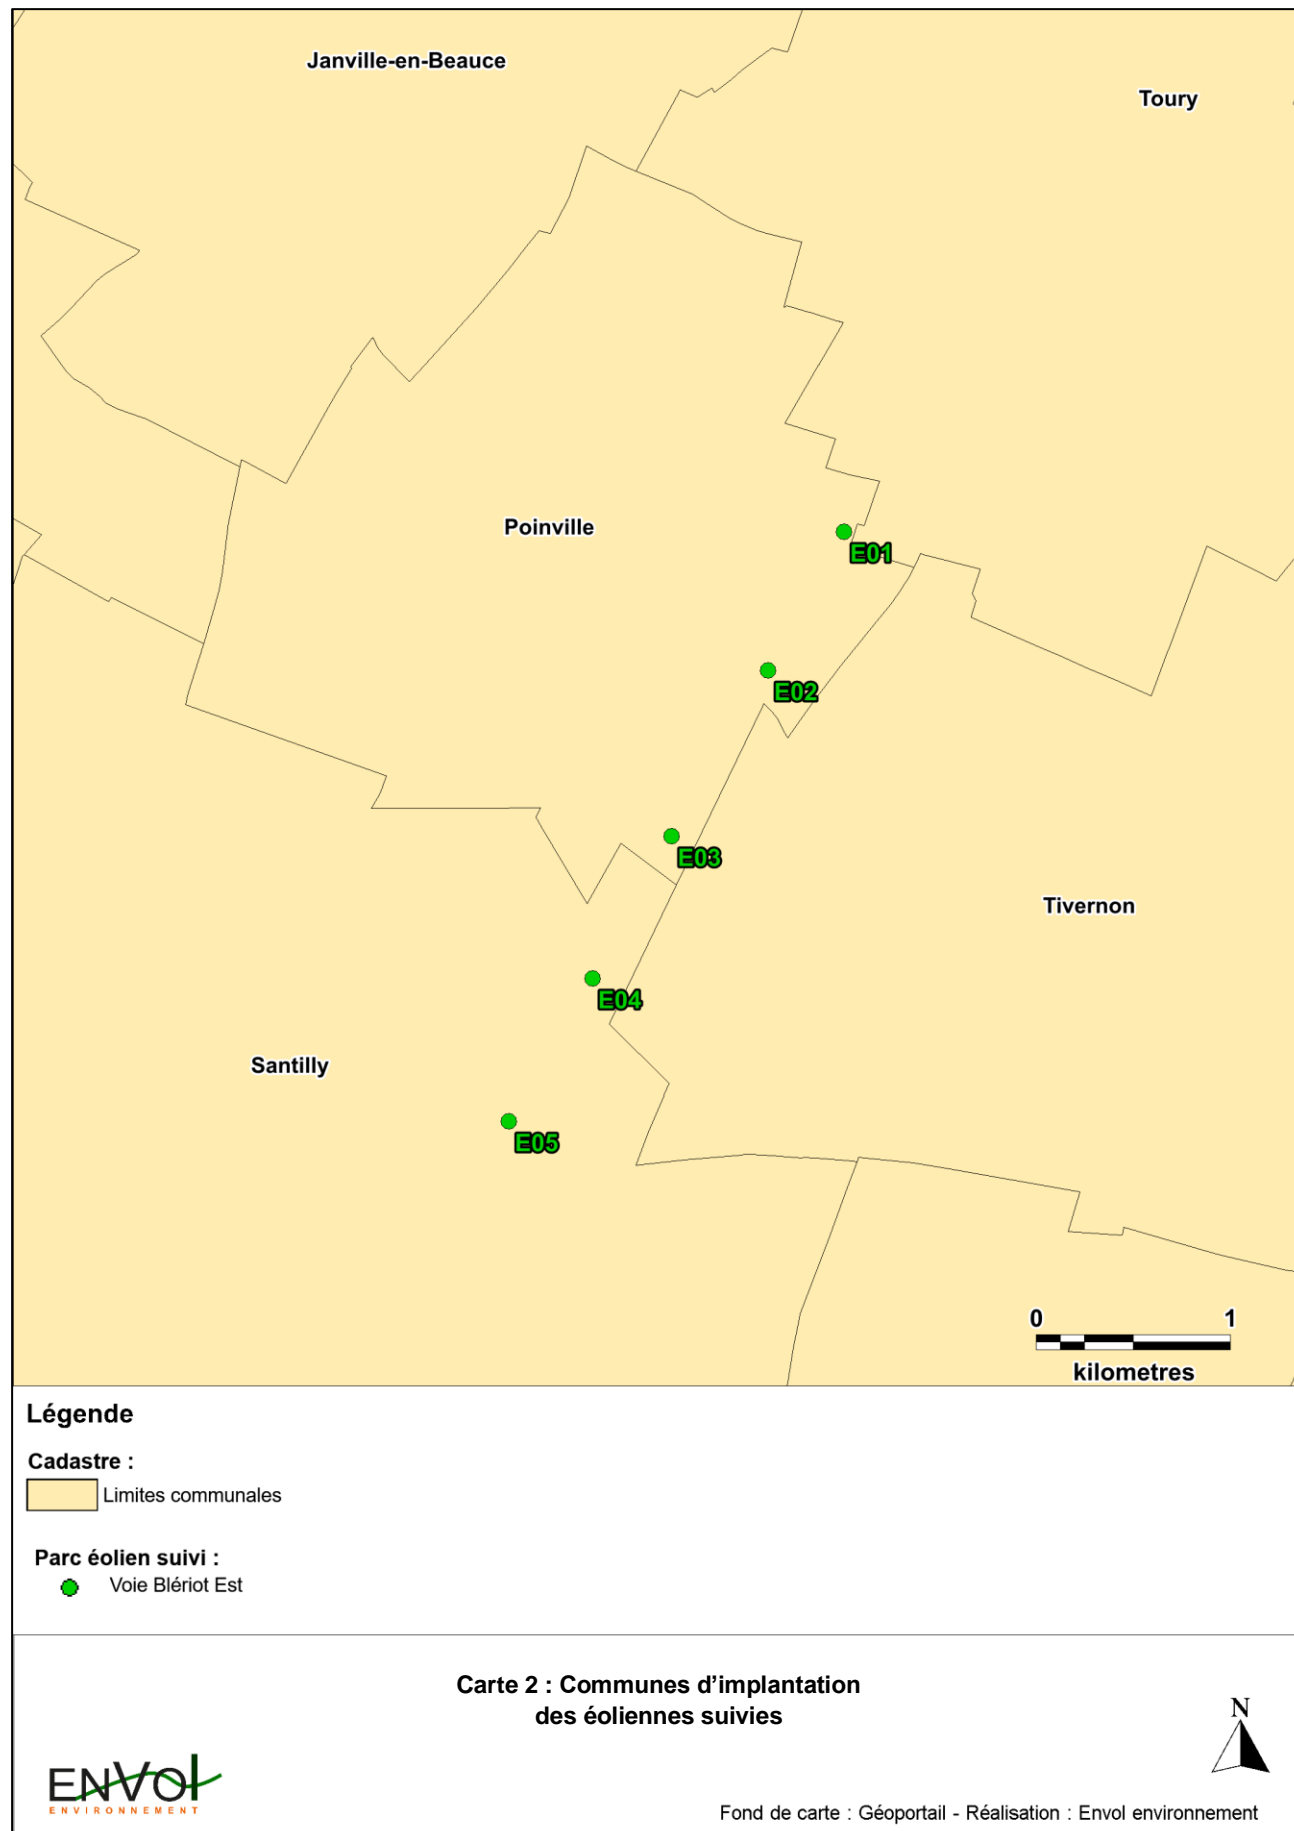 Janville-en-Beauce
Toury
Poinville
E01
E02
E03
Tivernon
E04
Santilly
E05
0 1
kilometres
Légende
Cadastre :
Limites communales
Parc éolien suivi :
Voie Blériot Est
Carte 2 : Communes d’implantation
des éoliennes suivies
N
ENVOl
ENVIRONNEMENT
Fond de carte : Géoportail - Réalisation : Envol environnement